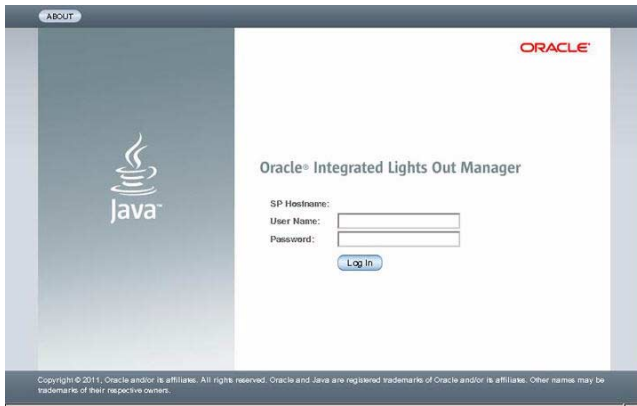 ABOUT
ORACLE®
Java™
Oracle® Integrated Lights Out Manager
SP Hostname:
User Name:
Password:
Log In
Copyright © 2011, Oracle and/or its affiliates. All rights reserved. Oracle and Java are registered trademarks of Oracle and/or its affiliates. Other names may be
trademarks of their respective owners.